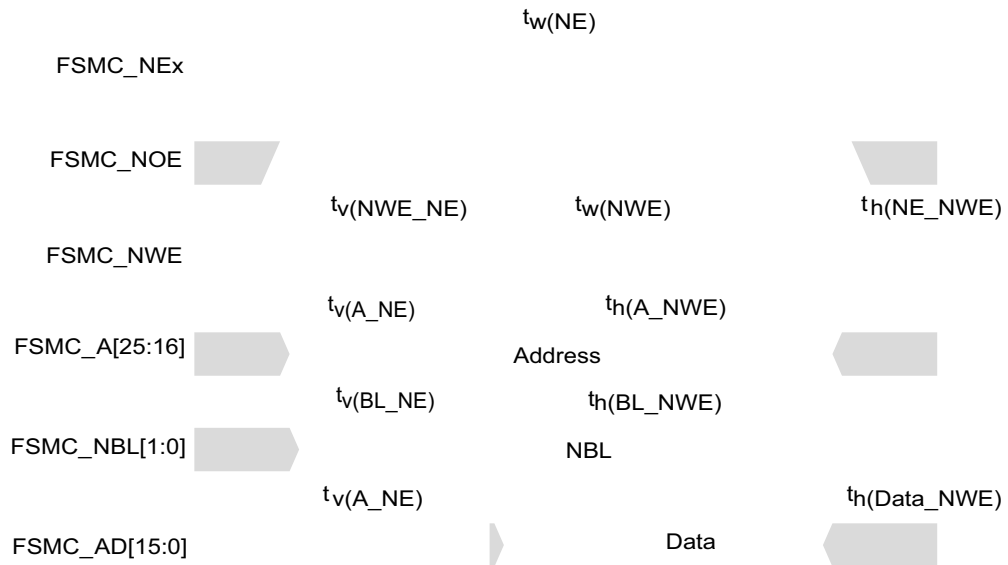 tw(NE)
FSMC_NEx
FSMC_NOE
tv(NWE_NE) tw(NWE) th(NE_NWE)
FSMC_NWE
tv(A_NE) th(A_NWE)
FSMC_A[25:16] Address
tv(BL_NE) th(BL_NWE)
FSMC_NBL[1:0] NBL
tv(A_NE) th(Data_NWE)
FSMC_AD[15:0] Data